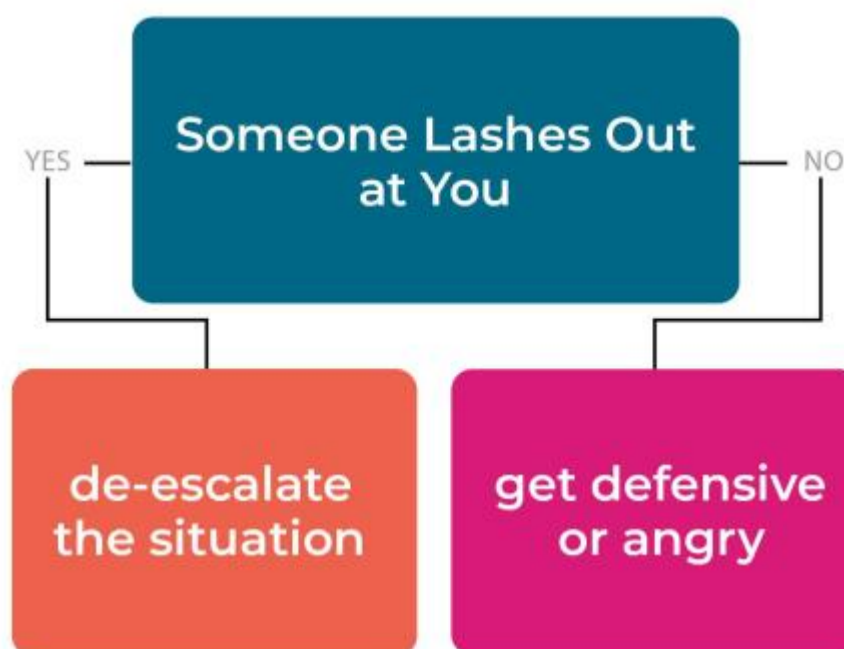 Someone Lashes Out
at You
YES
NO
de-escalate
the situation
get defensive
or angry